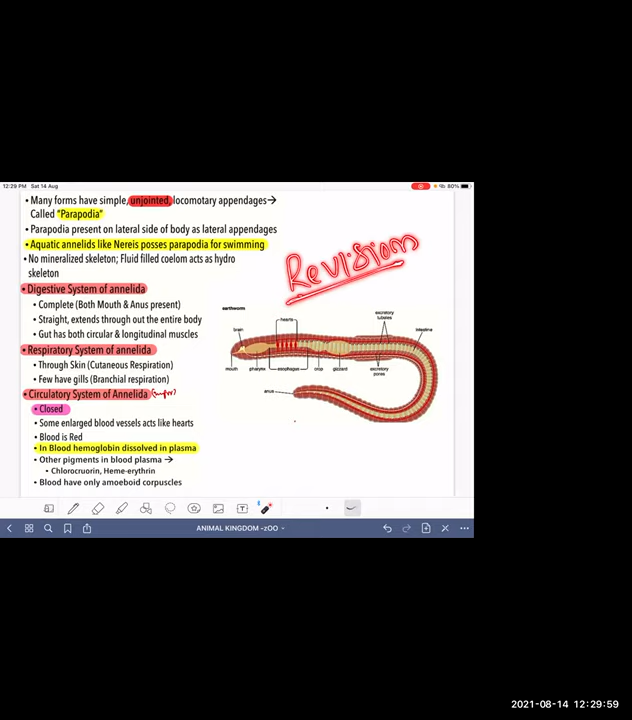 12:29 PM Sat 14 Aug
80%
• Many forms have simple, unjointed, locomotary appendages→
Called "Parapodia"
• Parapodia present on lateral side of body as lateral appendages
• Aquatic annelids like Nereis posses parapodia for swimming
• No mineralized skeleton; Fluid filled coelom acts as hydro
skeleton
• Digestive System of annelida
• Complete (Both Mouth & Anus present)
• Straight, extends through out the entire body
• Gut has both circular & longitudinal muscles
• Respiratory System of annelida
• Through Skin (Cutaneous Respiration)
• Few have gills (Branchial respiration)
• Circulatory System of Annelida
• Closed
• Some enlarged blood vessels acts like hearts
• Blood is Red
• In Blood hemoglobin dissolved in plasma
• Other pigments in blood plasma →
• Chlorocruorin, Heme-erythrin
• Blood have only amoeboid corpuscles
Revision
earthworm
hearts
excretory
tubules
brain
intestine
mouth
pharynx
esophagus
crop
gizzard
excretory
pores
anus
ANIMAL KINGDOM -zOO
2021-08-14 12:29:59